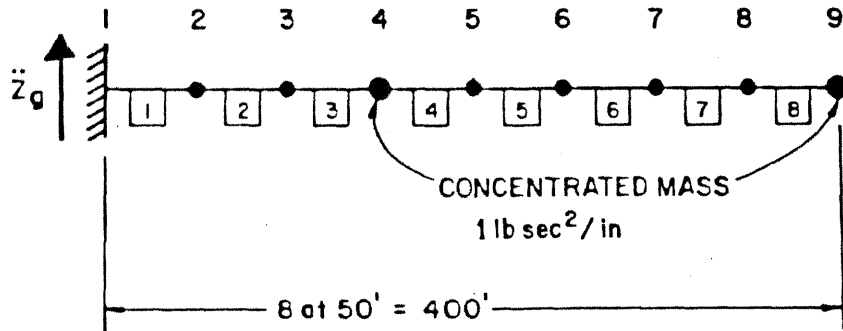 1 2 3 4 5 6 7 8 9
z̈g
1 2 3 4 5 6 7 8
CONCENTRATED MASS
1 lb sec²/in
8 at 50' = 400'